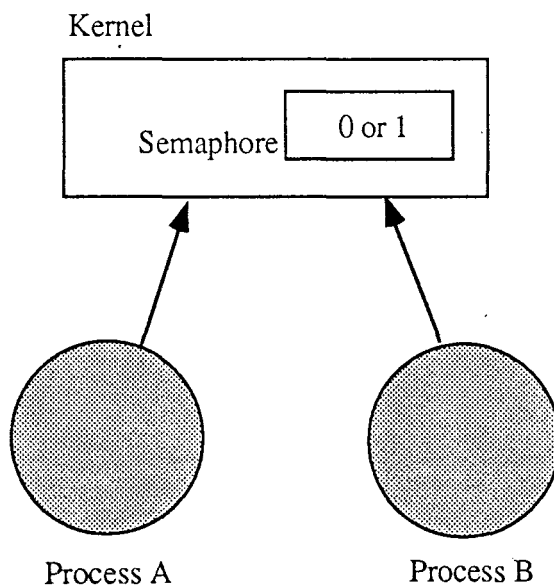 Kernel
Semaphore
0 or 1
Process A
Process B